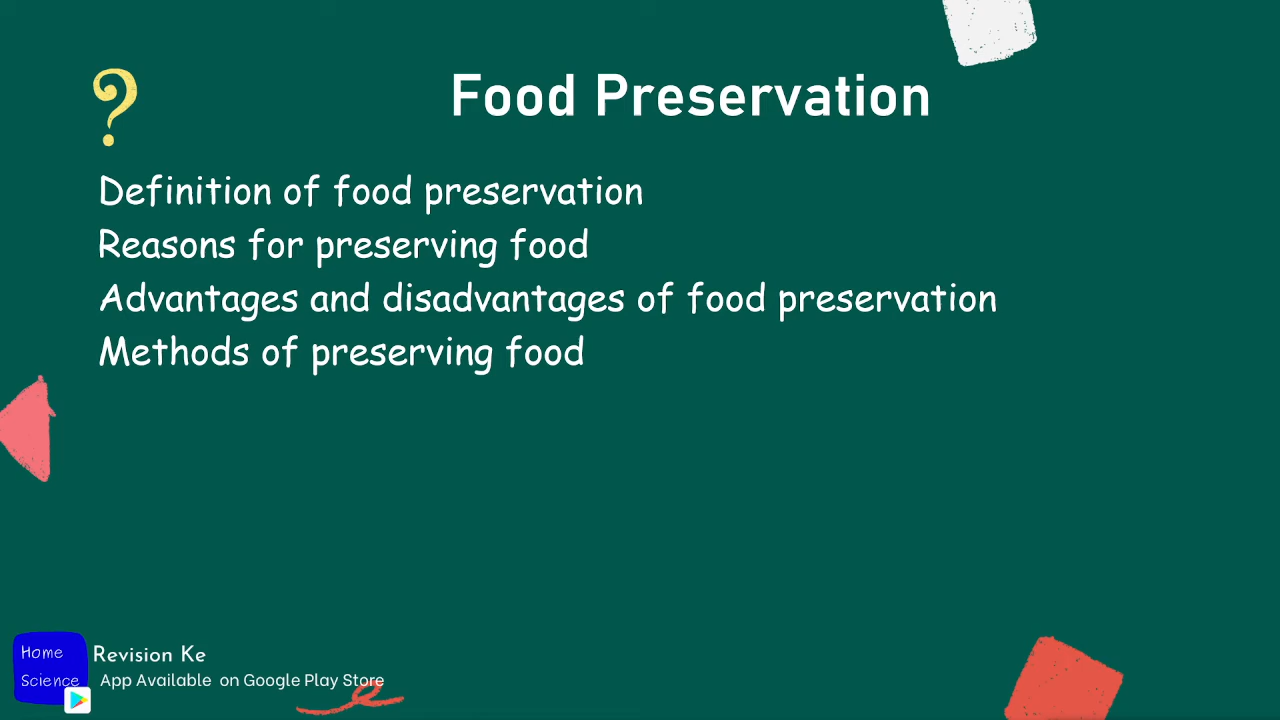 ?
Food Preservation
Definition of food preservation
Reasons for preserving food
Advantages and disadvantages of food preservation
Methods of preserving food
Home
Science
Revision Ke
App Available on Google Play Store